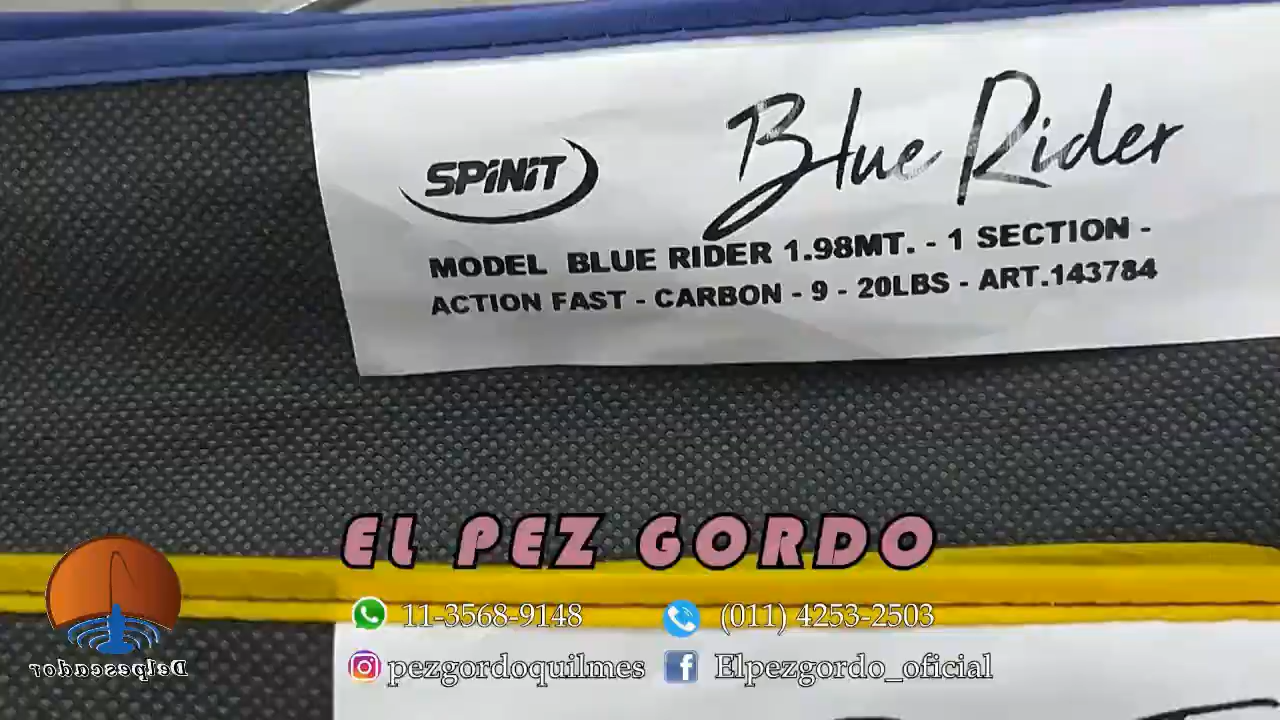 Blue Rider
SPiNiT
MODEL BLUE RIDER 1.98MT. - 1 SECTION -
ACTION FAST - CARBON - 9 - 20LBS - ART.143784
EL PEZ GORDO
11-3568-9148 (011) 4253-2503
pezgordoquilmes Elpezgordo_oficial
Delpescador